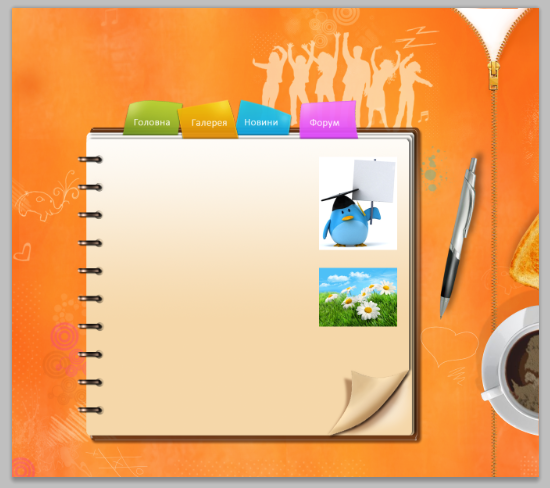 Головна
Галерея
Новини
Форум